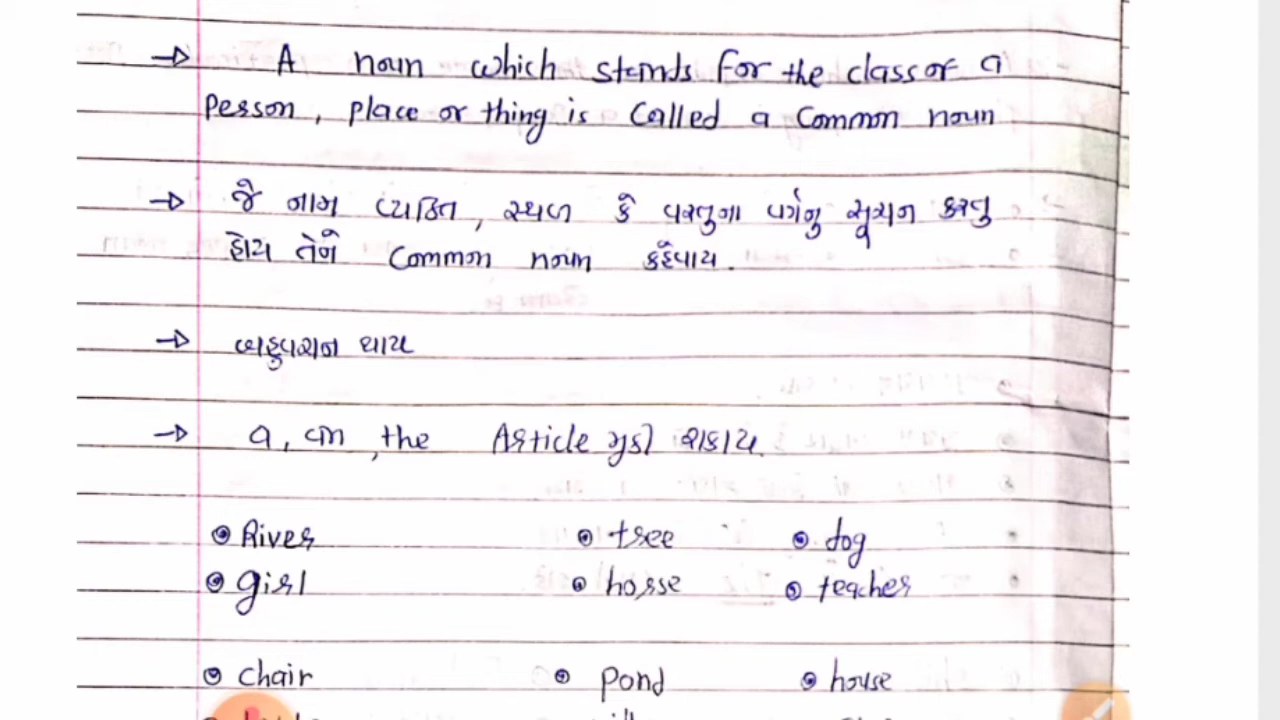 → A noun which stands for the class of a
person, place or thing is called a common noun
→ જે નામ વ્યકિત, સ્થળ કે વસ્તુના વર્ગનુ સૂચન કરતુ
હોય તેને Common noun કહેવાય.
→ બહુવચન થાય
→ a, an, the Article મુકી શકાય.
River tree dog
girl horse teacher
chair pond house